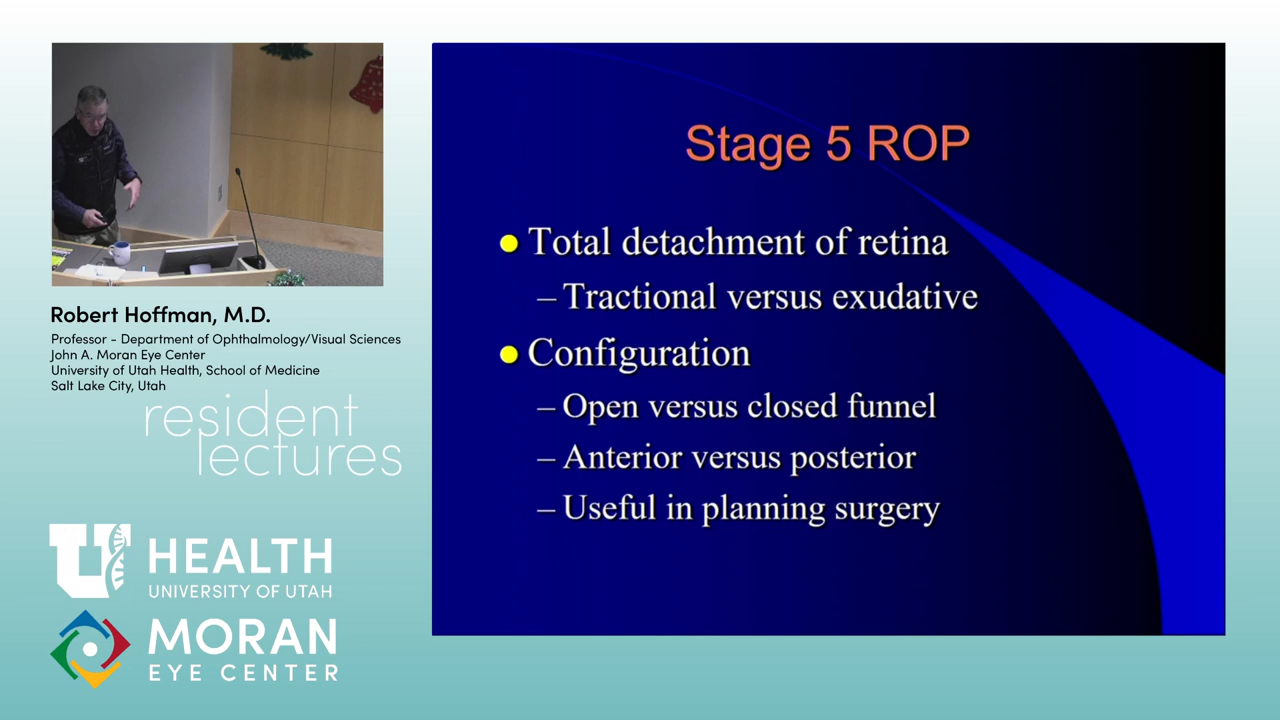 Robert Hoffman, M.D.
Professor - Department of Ophthalmology/Visual Sciences
John A. Moran Eye Center
University of Utah Health, School of Medicine
Salt Lake City, Utah
resident
lectures
U HEALTH
UNIVERSITY OF UTAH
MORAN
EYE CENTER
Stage 5 ROP
Total detachment of retina
– Tractional versus exudative
Configuration
– Open versus closed funnel
– Anterior versus posterior
– Useful in planning surgery